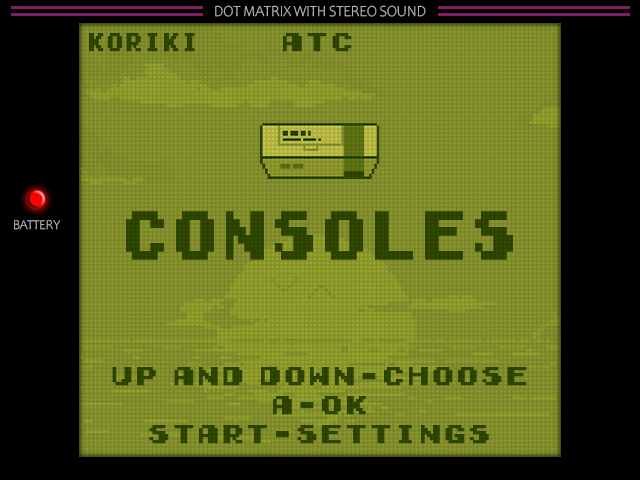 DOT MATRIX WITH STEREO SOUND
KORIKI ATC
BATTERY
CONSOLES
UP AND DOWN-CHOOSE
A-OK
START-SETTINGS